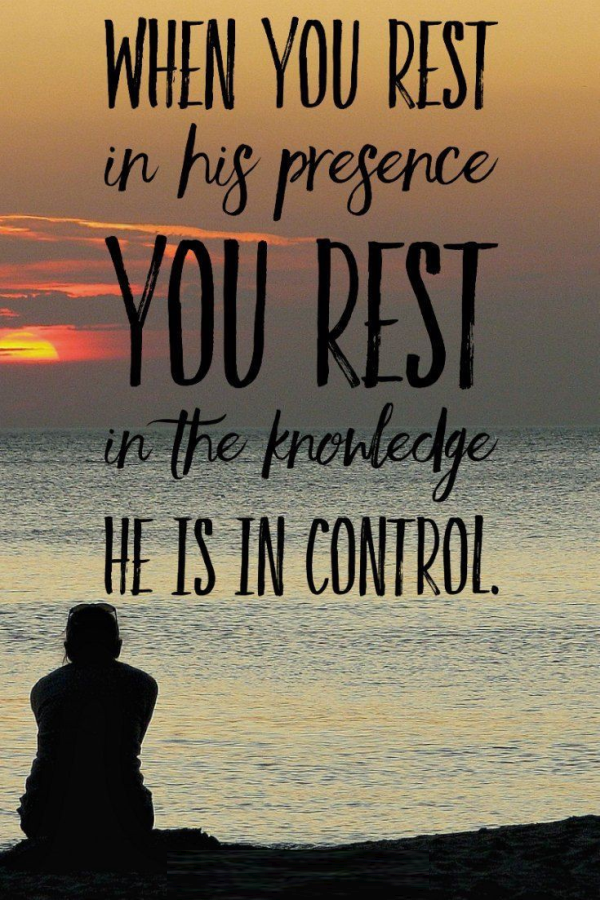 WHEN YOU REST
in his presence
YOU REST
in the knowledge
HE IS IN CONTROL.